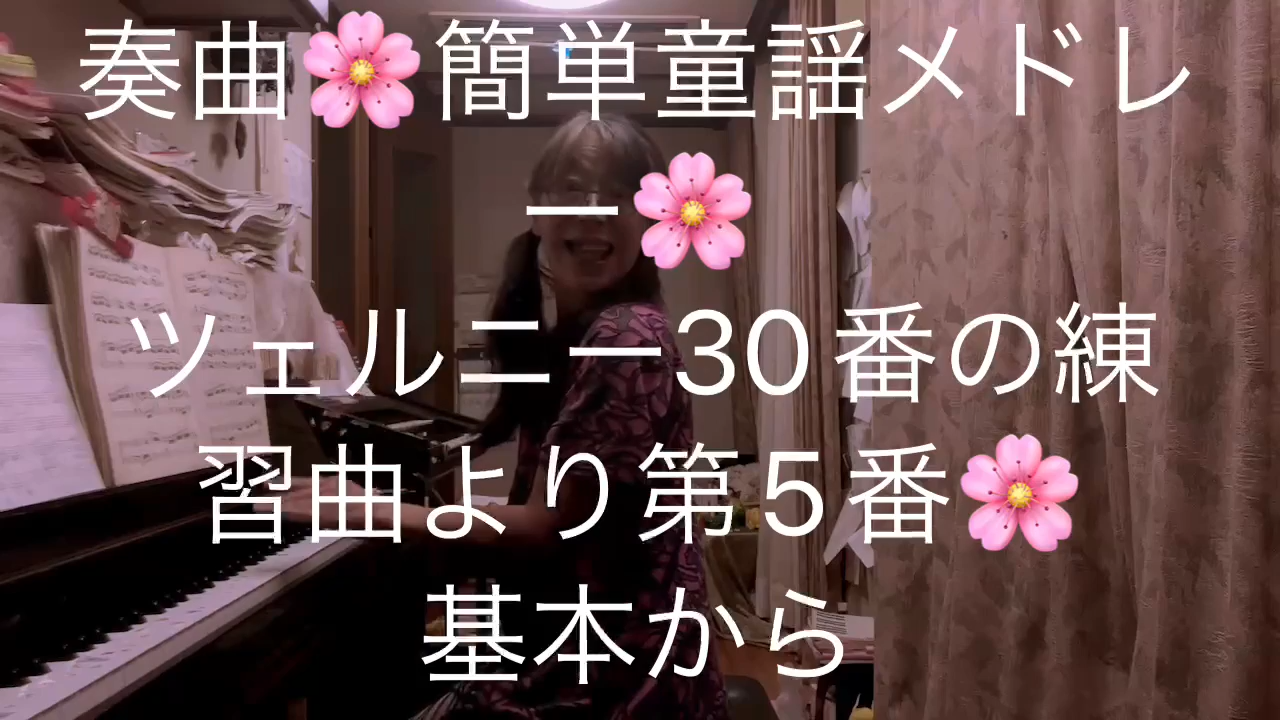 奏曲🌸簡単童謡メドレ
ー🌸
ツェルニー30番の練
習曲より第5番🌸
基本から